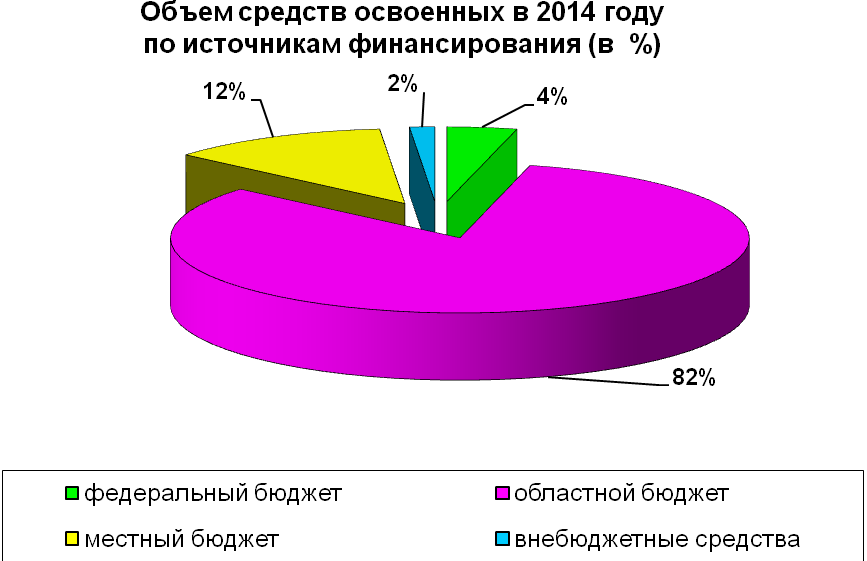 Объем средств освоенных в 2014 году
по источникам финансирования (в %)
12%
2%
4%
82%
федеральный бюджет
областной бюджет
местный бюджет
внебюджетные средства